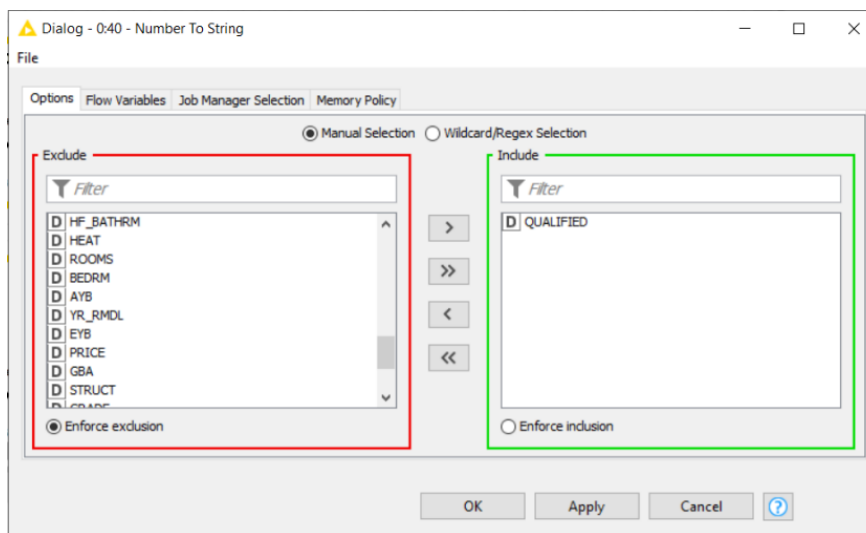 Dialog - 0:40 - Number To String
File
Options Flow Variables Job Manager Selection Memory Policy
Manual Selection Wildcard/Regex Selection
Exclude
Include
Filter
Filter
D HF_BATHRM
D HEAT
D ROOMS
D BEDRM
D AYB
D YR_RMDL
D EYB
D PRICE
D GBA
D STRUCT
D GRADE
> 
>>
<
<<
D QUALIFIED
Enforce exclusion
Enforce inclusion
OK Apply Cancel ?